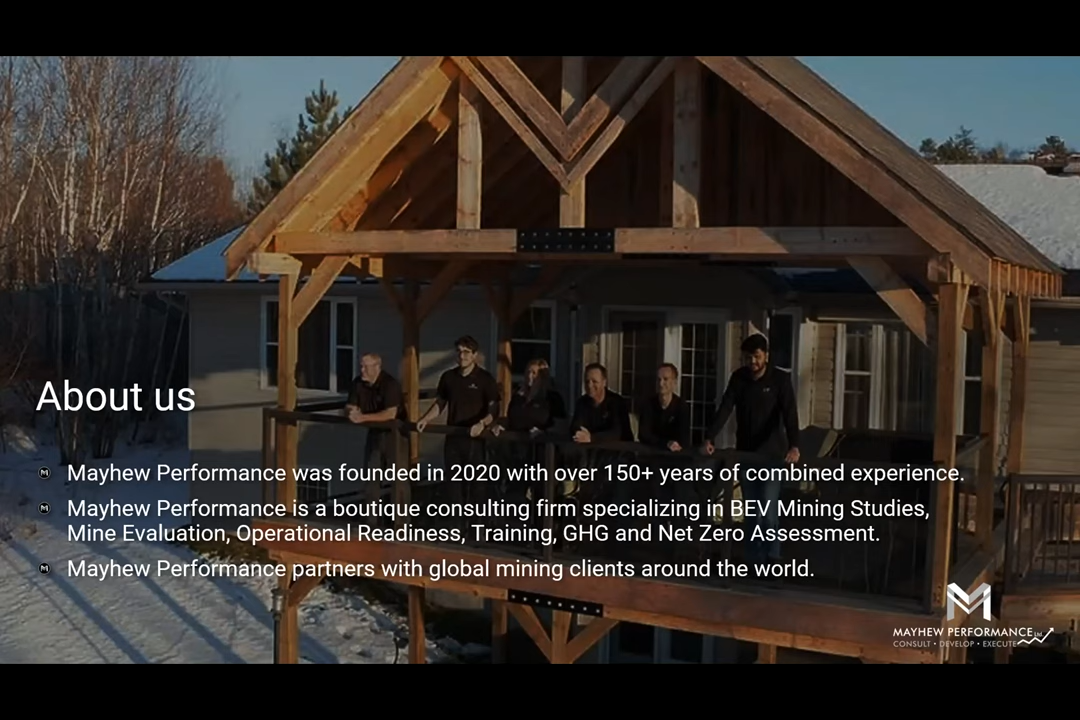 About us
Mayhew Performance was founded in 2020 with over 150+ years of combined experience.
Mayhew Performance is a boutique consulting firm specializing in BEV Mining Studies,
Mine Evaluation, Operational Readiness, Training, GHG and Net Zero Assessment.
Mayhew Performance partners with global mining clients around the world.
MAYHEW PERFORMANCE
CONSULT • DEVELOP • EXECUTE